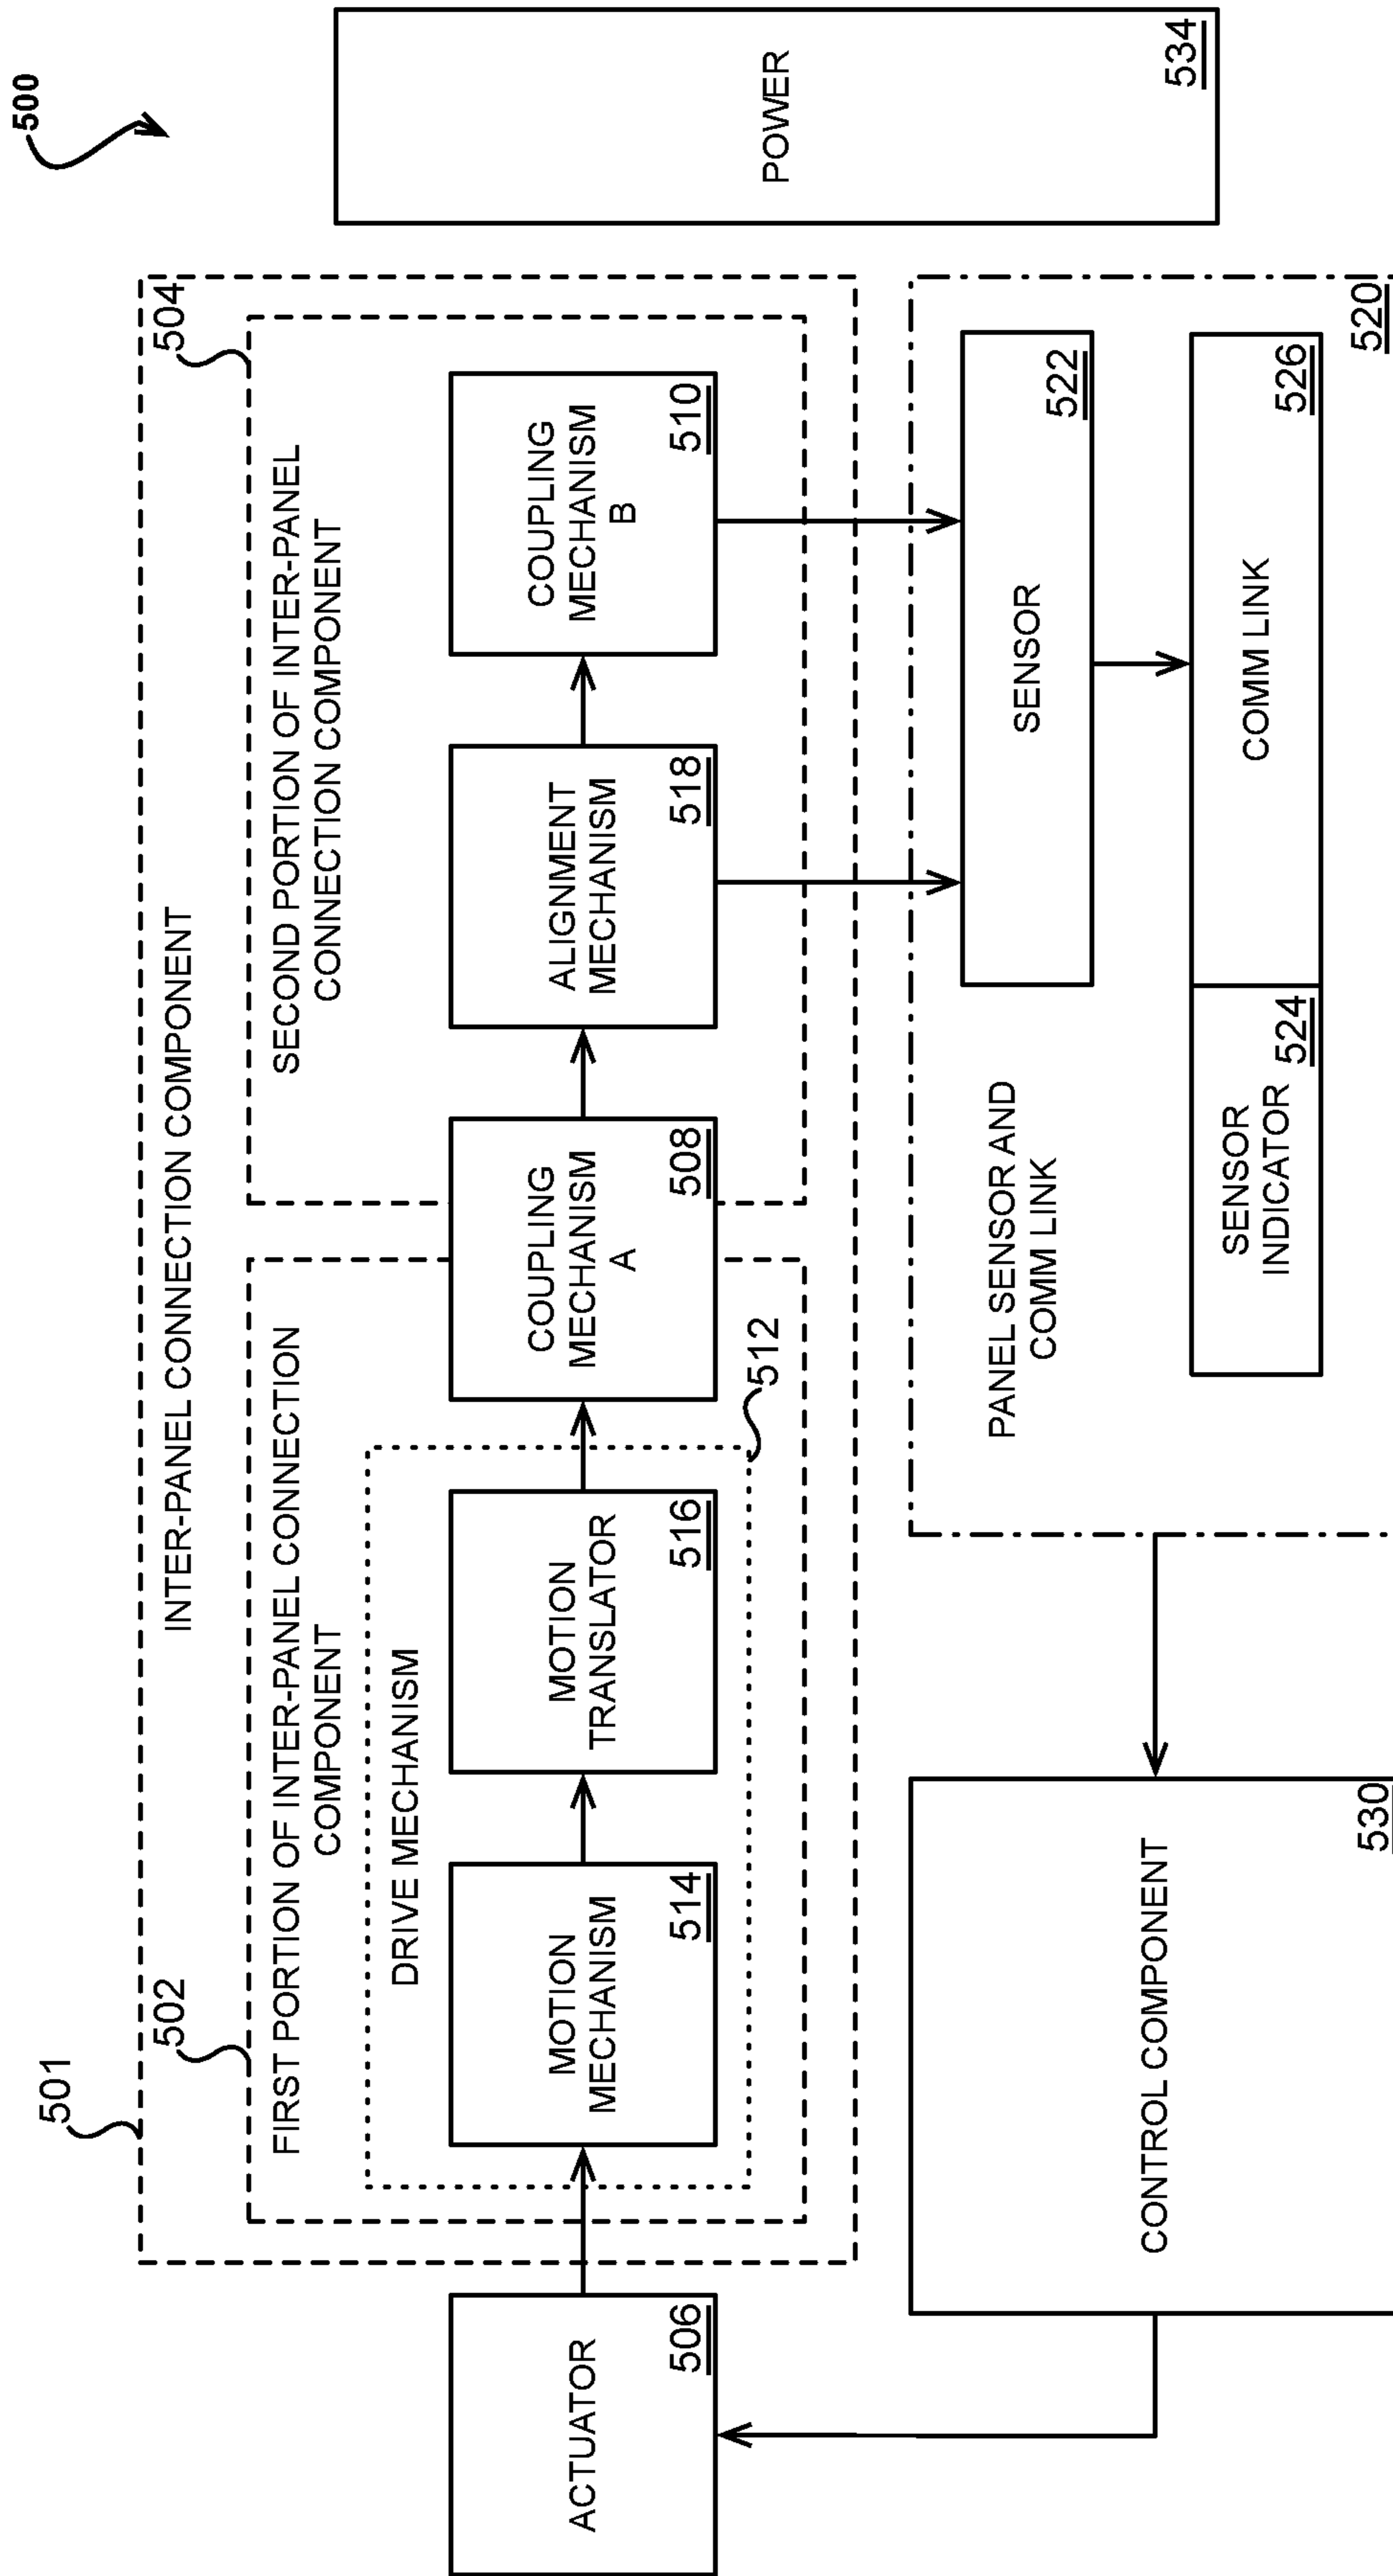 500
501
INTER-PANEL CONNECTION COMPONENT
502
FIRST PORTION OF INTER-PANEL CONNECTION
COMPONENT
504
SECOND PORTION OF INTER-PANEL
CONNECTION COMPONENT
DRIVE MECHANISM
512
ACTUATOR
506
MOTION
MECHANISM
514
MOTION
TRANSLATOR
516
COUPLING
MECHANISM
A
508
ALIGNMENT
MECHANISM
518
COUPLING
MECHANISM
B
510
POWER
534
CONTROL COMPONENT
530
PANEL SENSOR AND
COMM LINK
SENSOR
522
SENSOR
INDICATOR
524
COMM LINK
526
520